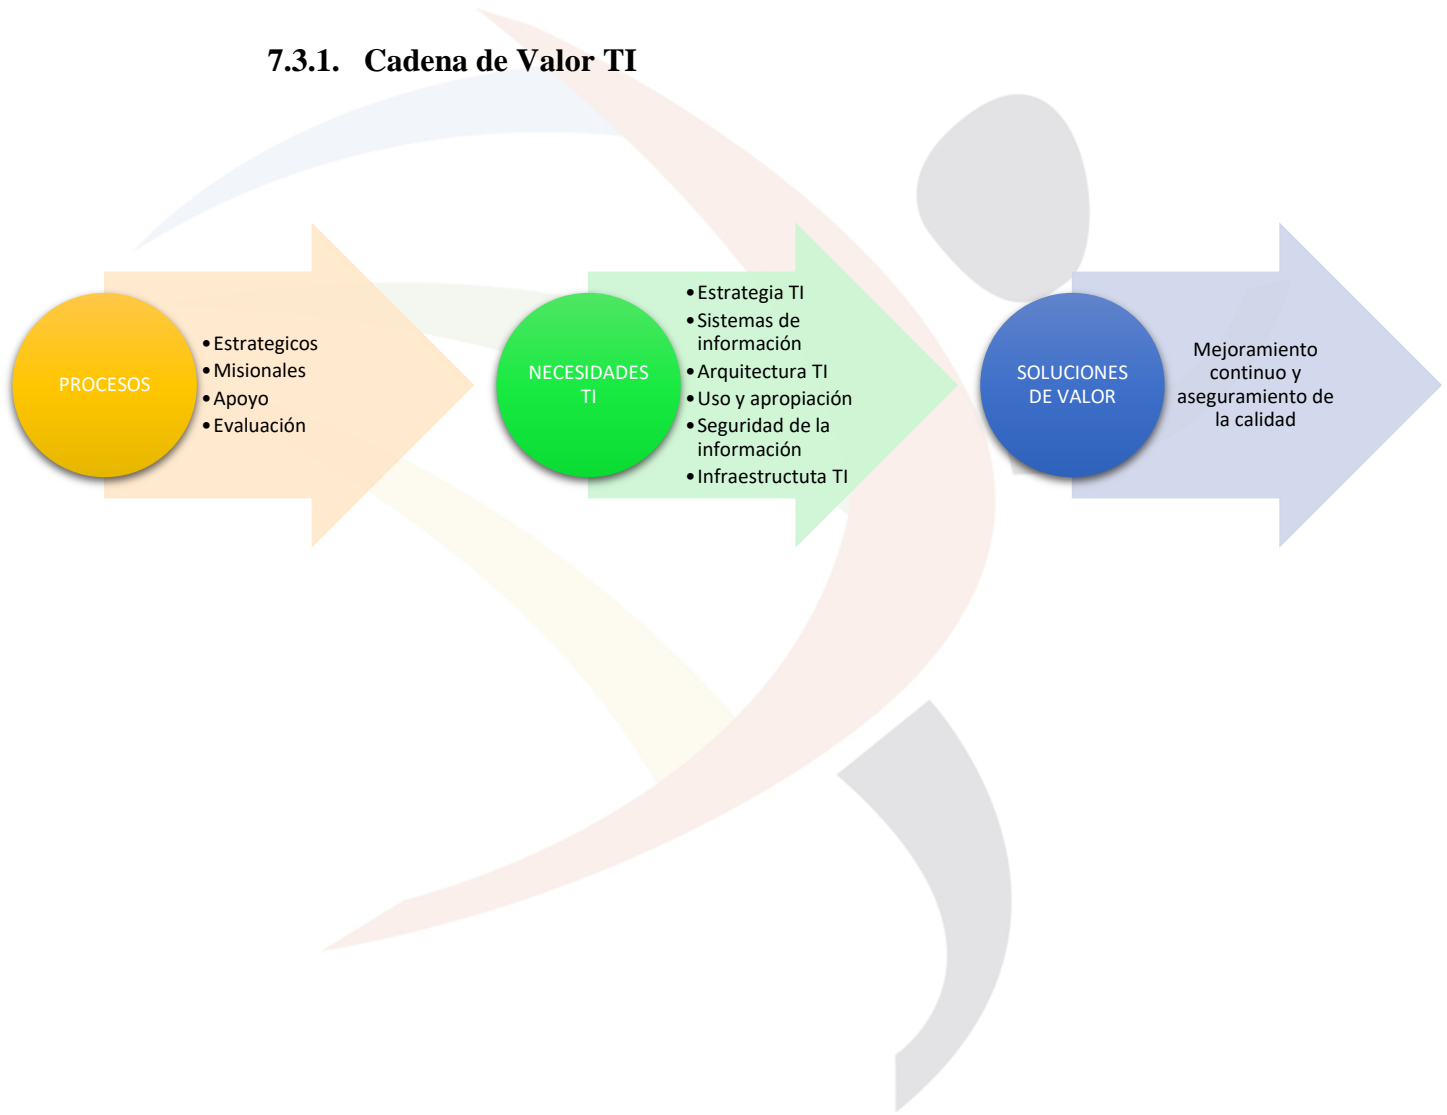 7.3.1. Cadena de Valor TI
PROCESOS
•Estrategicos
•Misionales
•Apoyo
•Evaluación
NECESIDADES
TI
•Estrategia TI
•Sistemas de
información
•Arquitectura TI
•Uso y apropiación
•Seguridad de la
información
•Infraestructuta TI
SOLUCIONES
DE VALOR
Mejoramiento
continuo y
aseguramiento de
la calidad